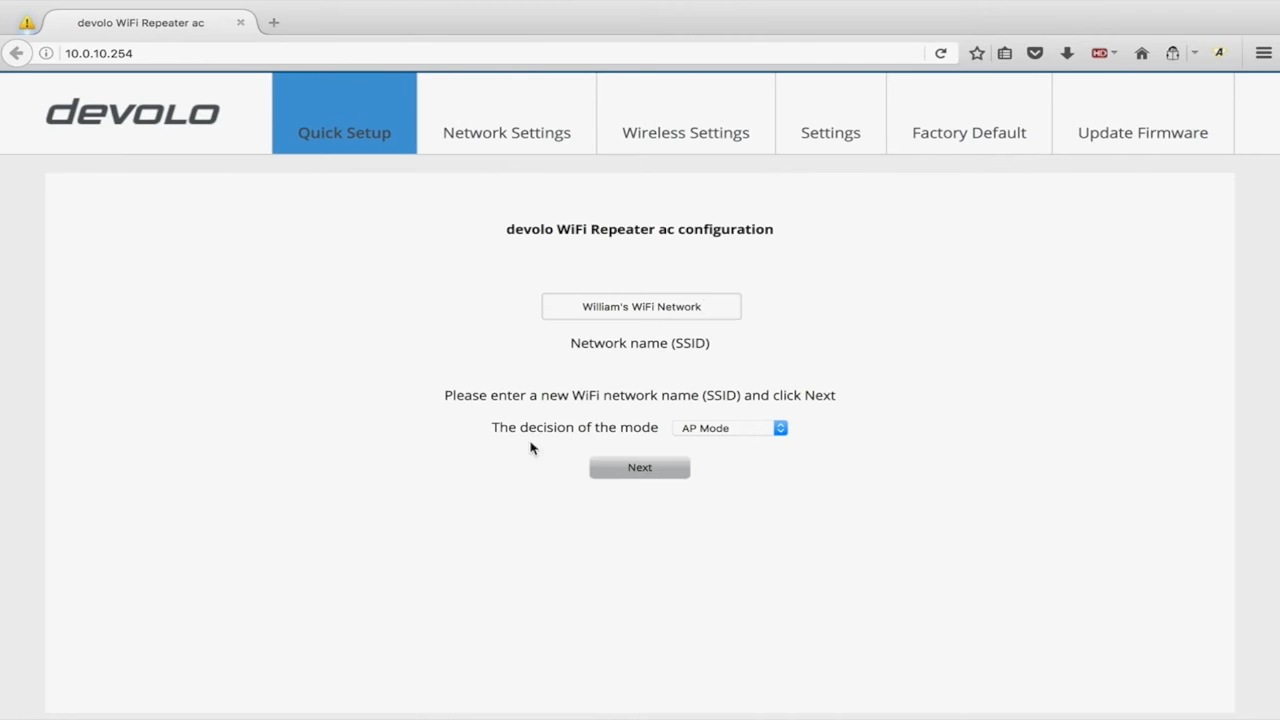 devolo WiFi Repeater ac
10.0.10.254
HD
A
devolo
Quick Setup
Network Settings
Wireless Settings
Settings
Factory Default
Update Firmware
devolo WiFi Repeater ac configuration
William's WiFi Network
Network name (SSID)
Please enter a new WiFi network name (SSID) and click Next
The decision of the mode AP Mode
Next